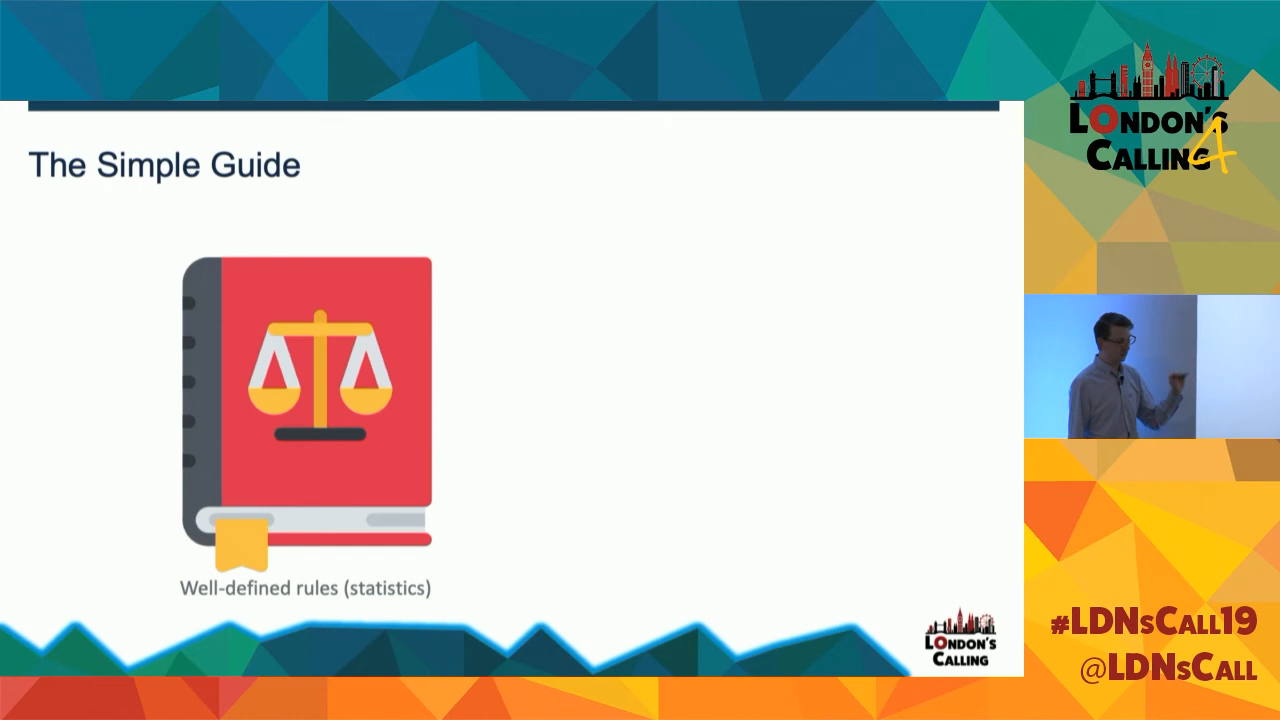 The Simple Guide
Well-defined rules (statistics)
LONDON'S
CALLING
LONDON'S
CALLING 4
#LDNSCALL19
@LDNSCALL